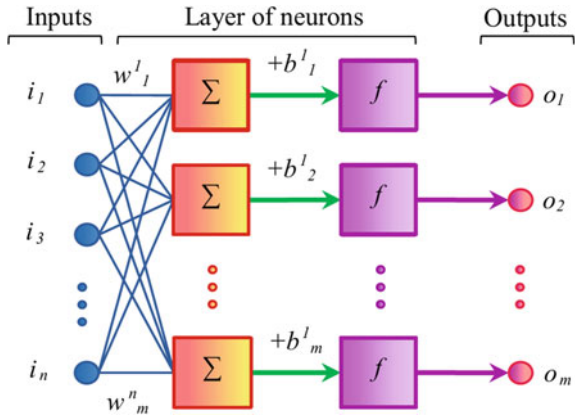 Inputs Layer of neurons Outputs
w¹₁ +b¹₁
i₁ Σ f o₁
+b¹₂
i₂ Σ f o₂
i₃
+b¹ₘ
iₙ Σ f oₘ
wⁿₘ